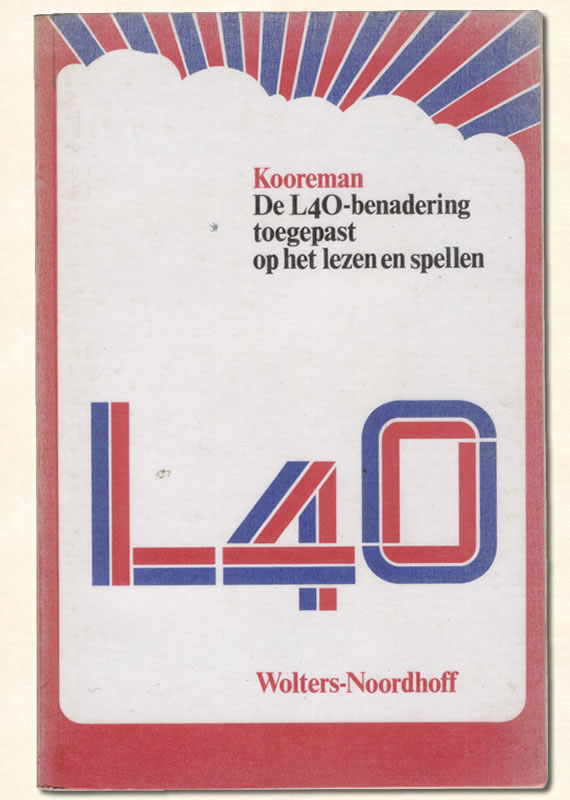 Kooreman
De L4O-benadering
toegepast
op het lezen en spellen
L4O
Wolters-Noordhoff